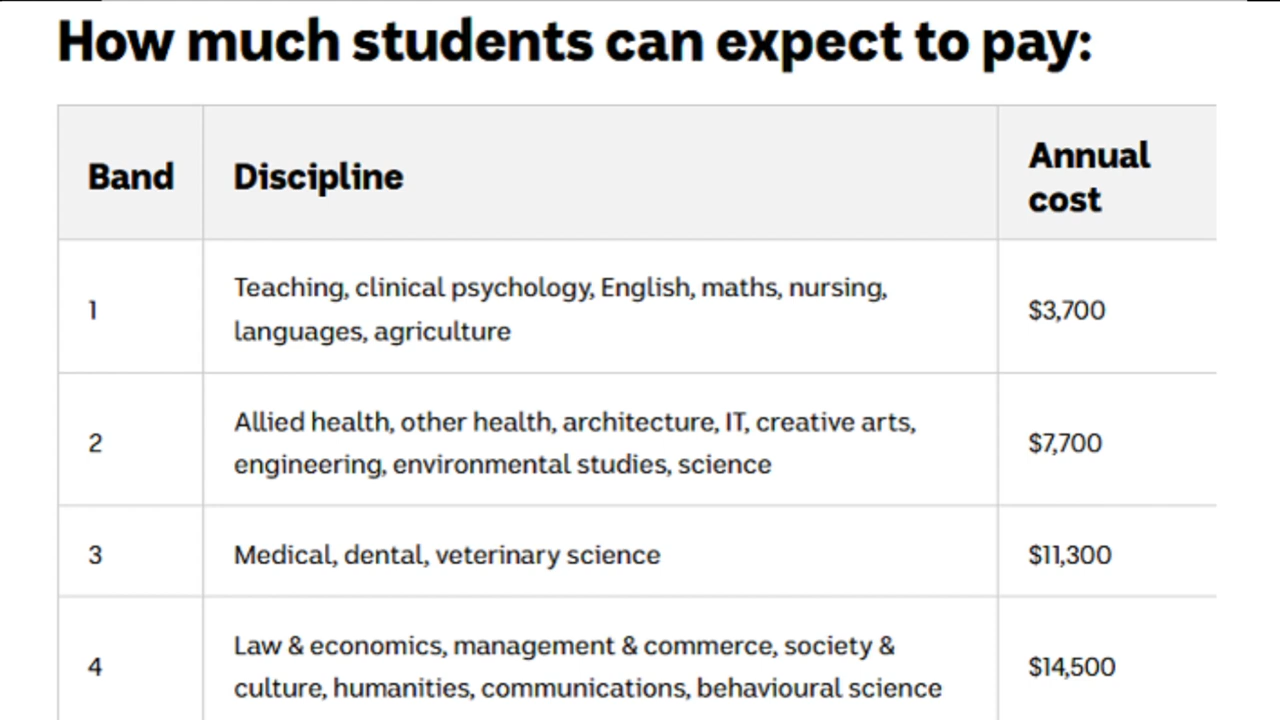 How much students can expect to pay:
Band
Discipline
Annual
cost
1
Teaching, clinical psychology, English, maths, nursing,
languages, agriculture
$3,700
2
Allied health, other health, architecture, IT, creative arts,
engineering, environmental studies, science
$7,700
3
Medical, dental, veterinary science
$11,300
4
Law & economics, management & commerce, society &
culture, humanities, communications, behavioural science
$14,500